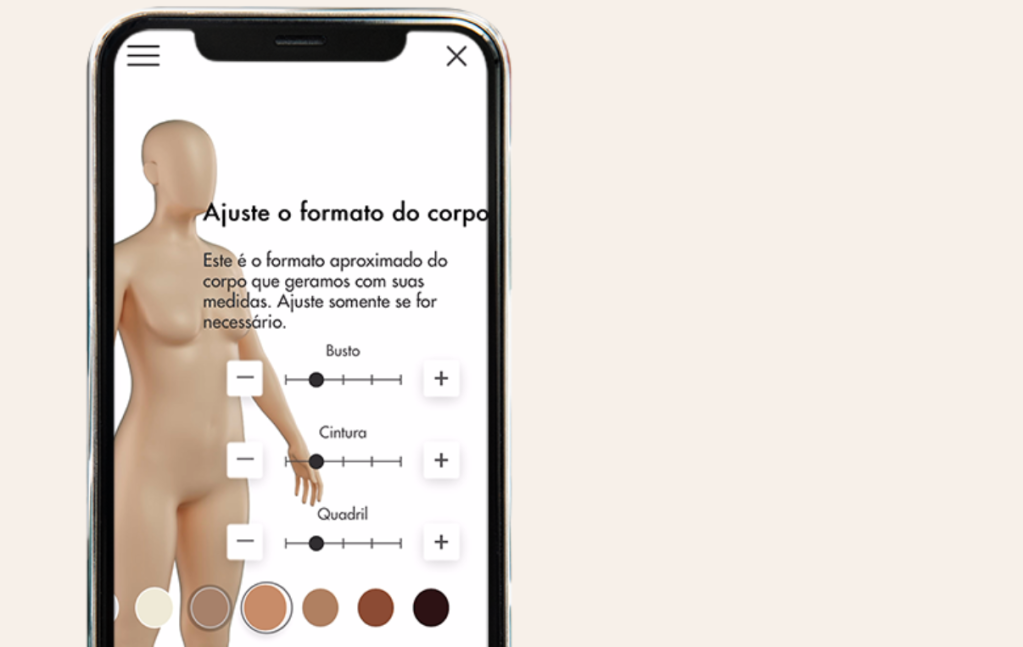 Ajuste o formato do corpo
Este é o formato aproximado do
corpo que geramos com suas
medidas. Ajuste somente se for
necessário.
Busto
Cintura
Quadril